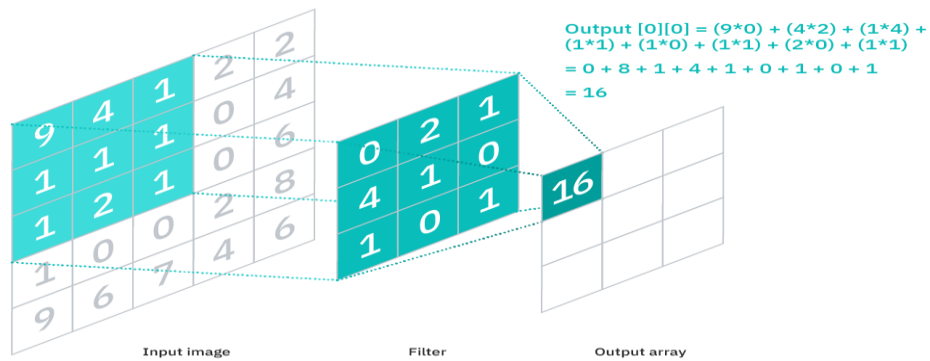 Output [0][0] = (9*0) + (4*2) + (1*4) +
(1*1) + (1*0) + (1*1) + (2*0) + (1*1)
= 0 + 8 + 1 + 4 + 1 + 0 + 1 + 0 + 1
= 16
9 4 1 2 2
1 1 1 0 4
1 2 1 0 6
1 0 0 2 8
9 6 7 4 6
0 2 1
4 1 0
1 0 1
16
Input image
Filter
Output array